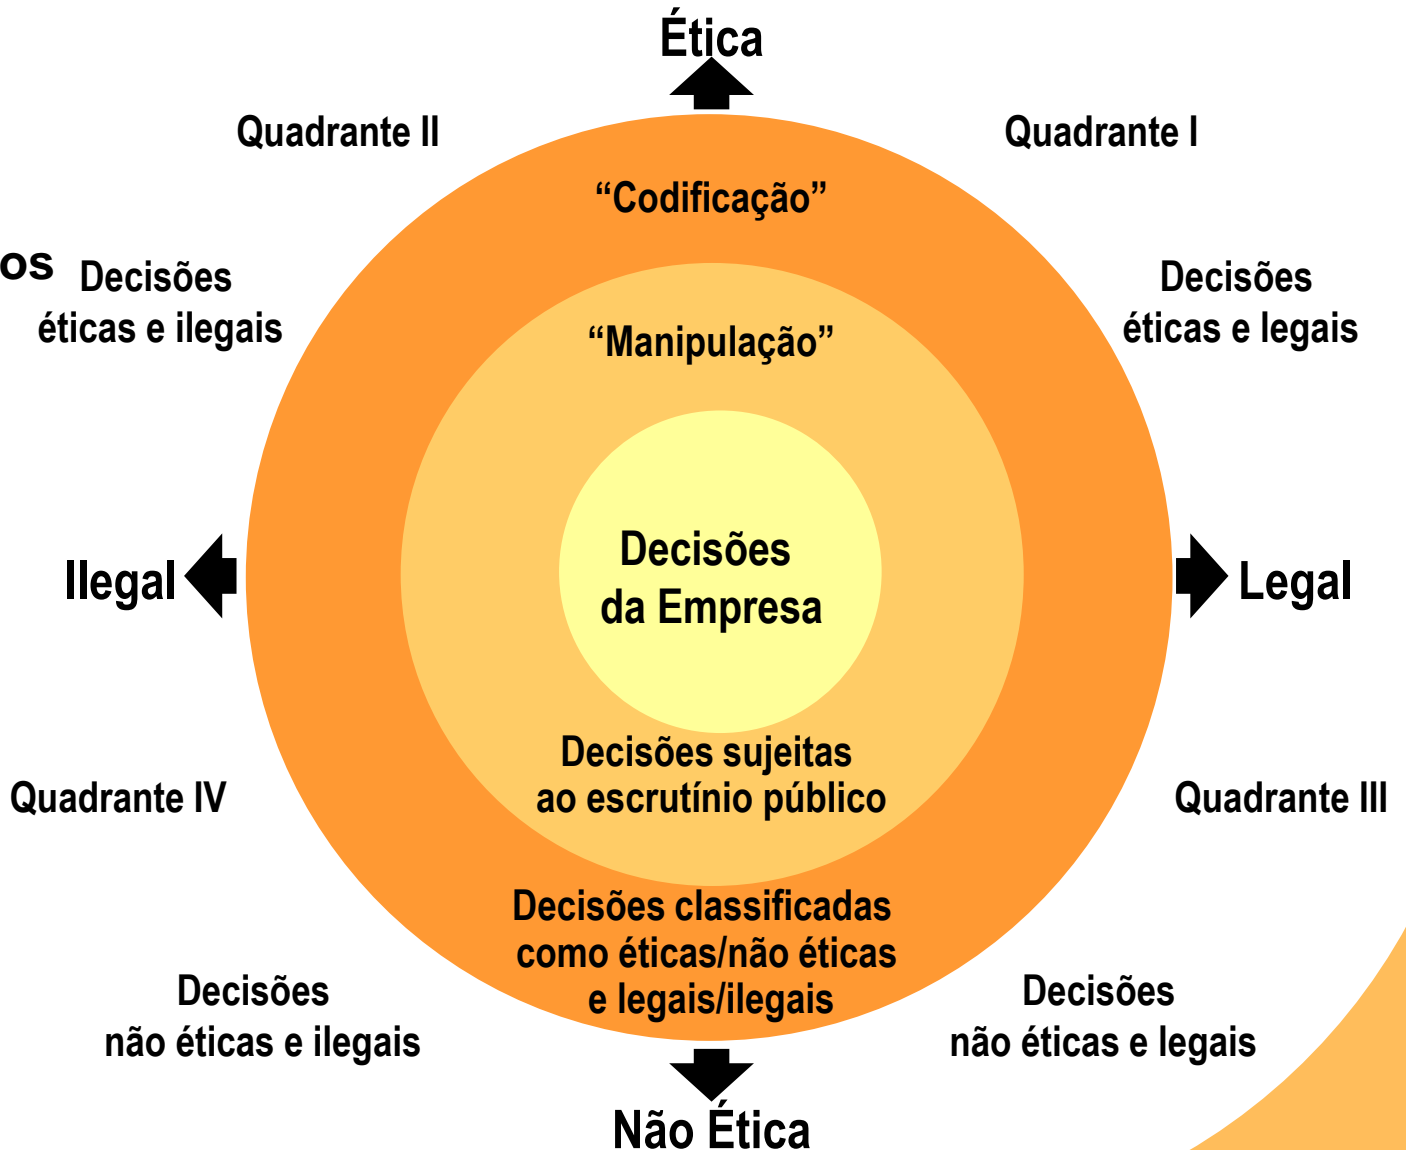 Ética
Quadrante II
Quadrante I
“Codificação”
os
Decisões
éticas e ilegais
Decisões
éticas e legais
“Manipulação”
Decisões
da Empresa
Ilegal
Legal
Decisões sujeitas
ao escrutínio público
Quadrante IV
Quadrante III
Decisões classificadas
como éticas/não éticas
e legais/ilegais
Decisões
não éticas e ilegais
Decisões
não éticas e legais
Não Ética